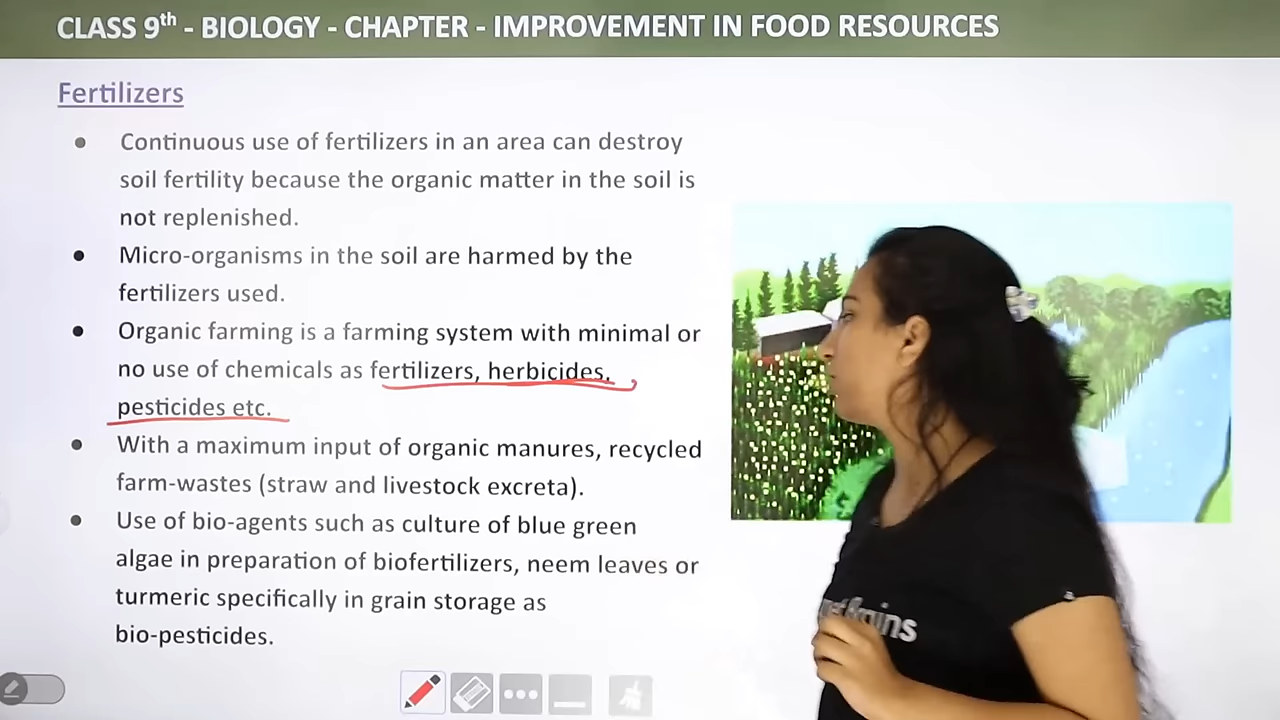 CLASS 9th - BIOLOGY - CHAPTER - IMPROVEMENT IN FOOD RESOURCES
Fertilizers
• Continuous use of fertilizers in an area can destroy
soil fertility because the organic matter in the soil is
not replenished.
• Micro-organisms in the soil are harmed by the
fertilizers used.
• Organic farming is a farming system with minimal or
no use of chemicals as fertilizers, herbicides,
pesticides etc.
• With a maximum input of organic manures, recycled
farm-wastes (straw and livestock excreta).
• Use of bio-agents such as culture of blue green
algae in preparation of biofertilizers, neem leaves or
turmeric specifically in grain storage as
bio-pesticides.